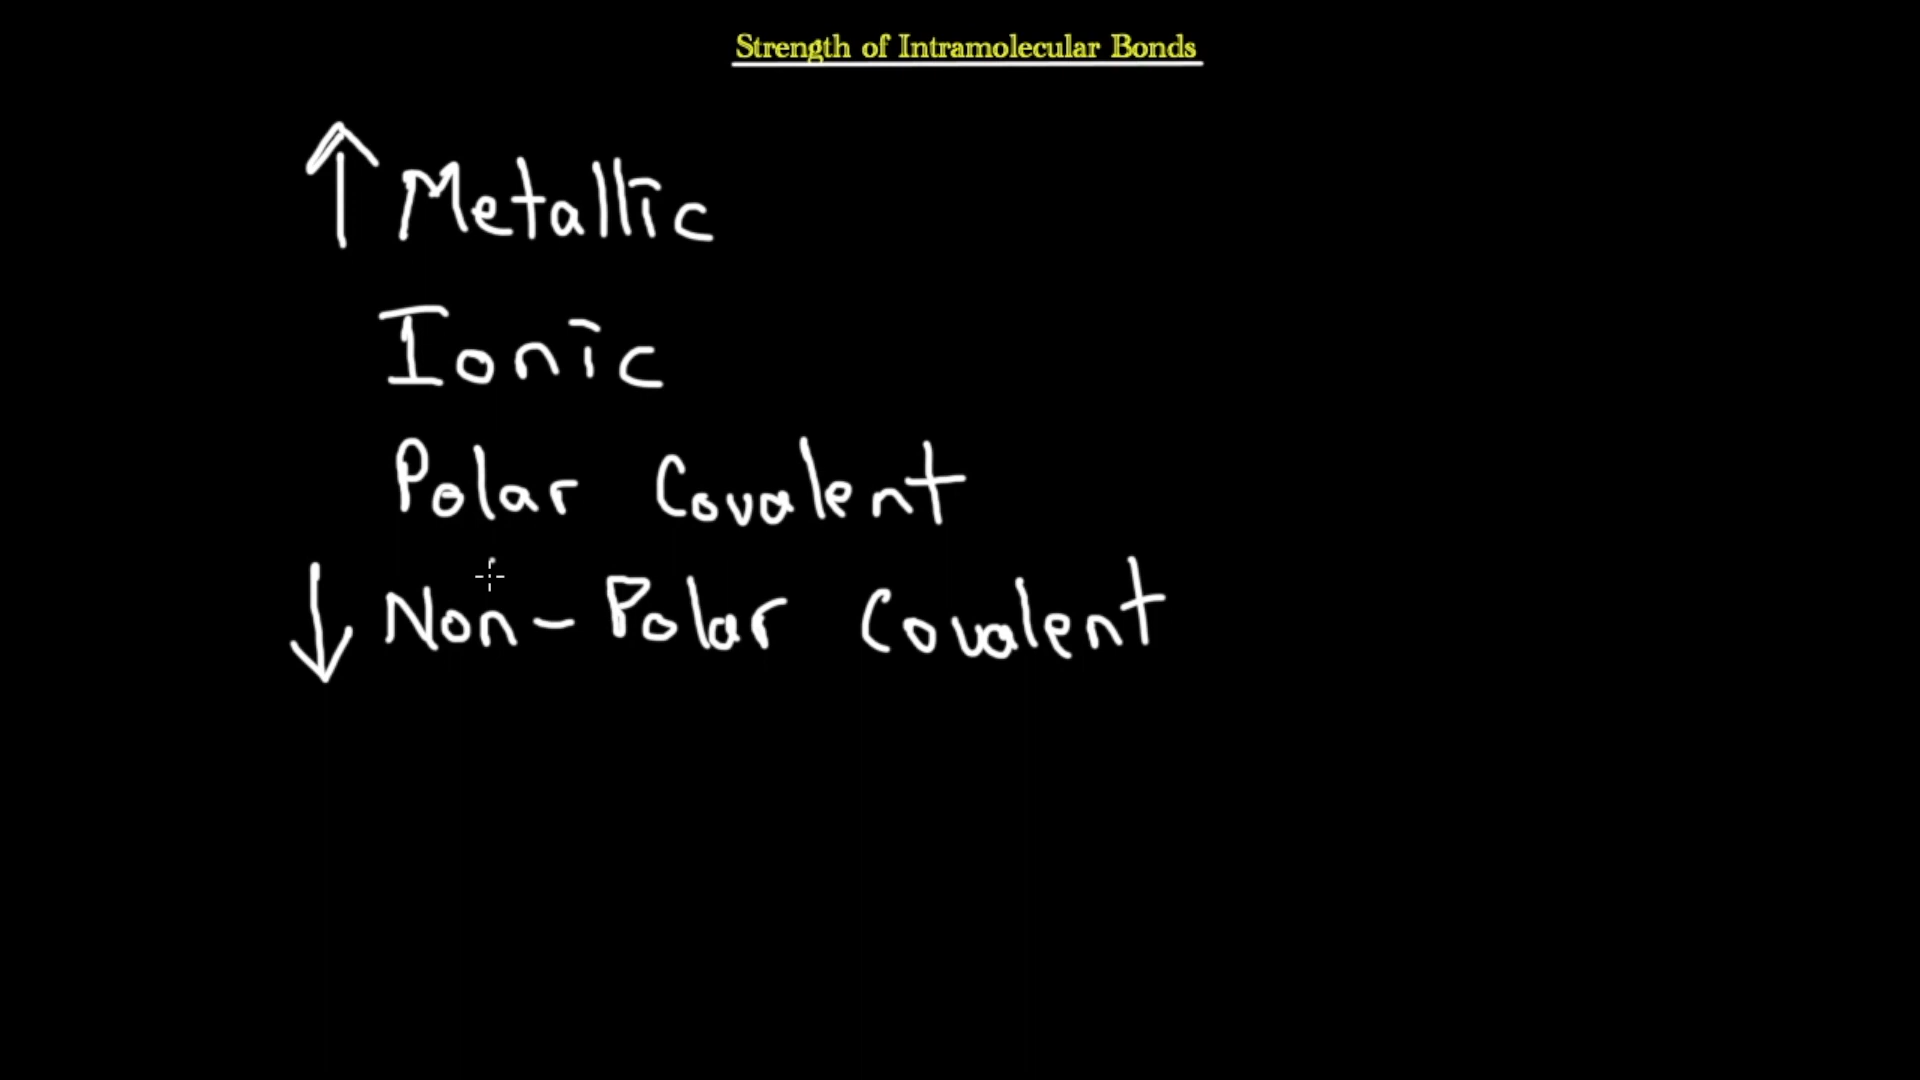 Strength of Intramolecular Bonds
↑ Metallic
Ionic
Polar Covalent
↓ Non-Polar Covalent